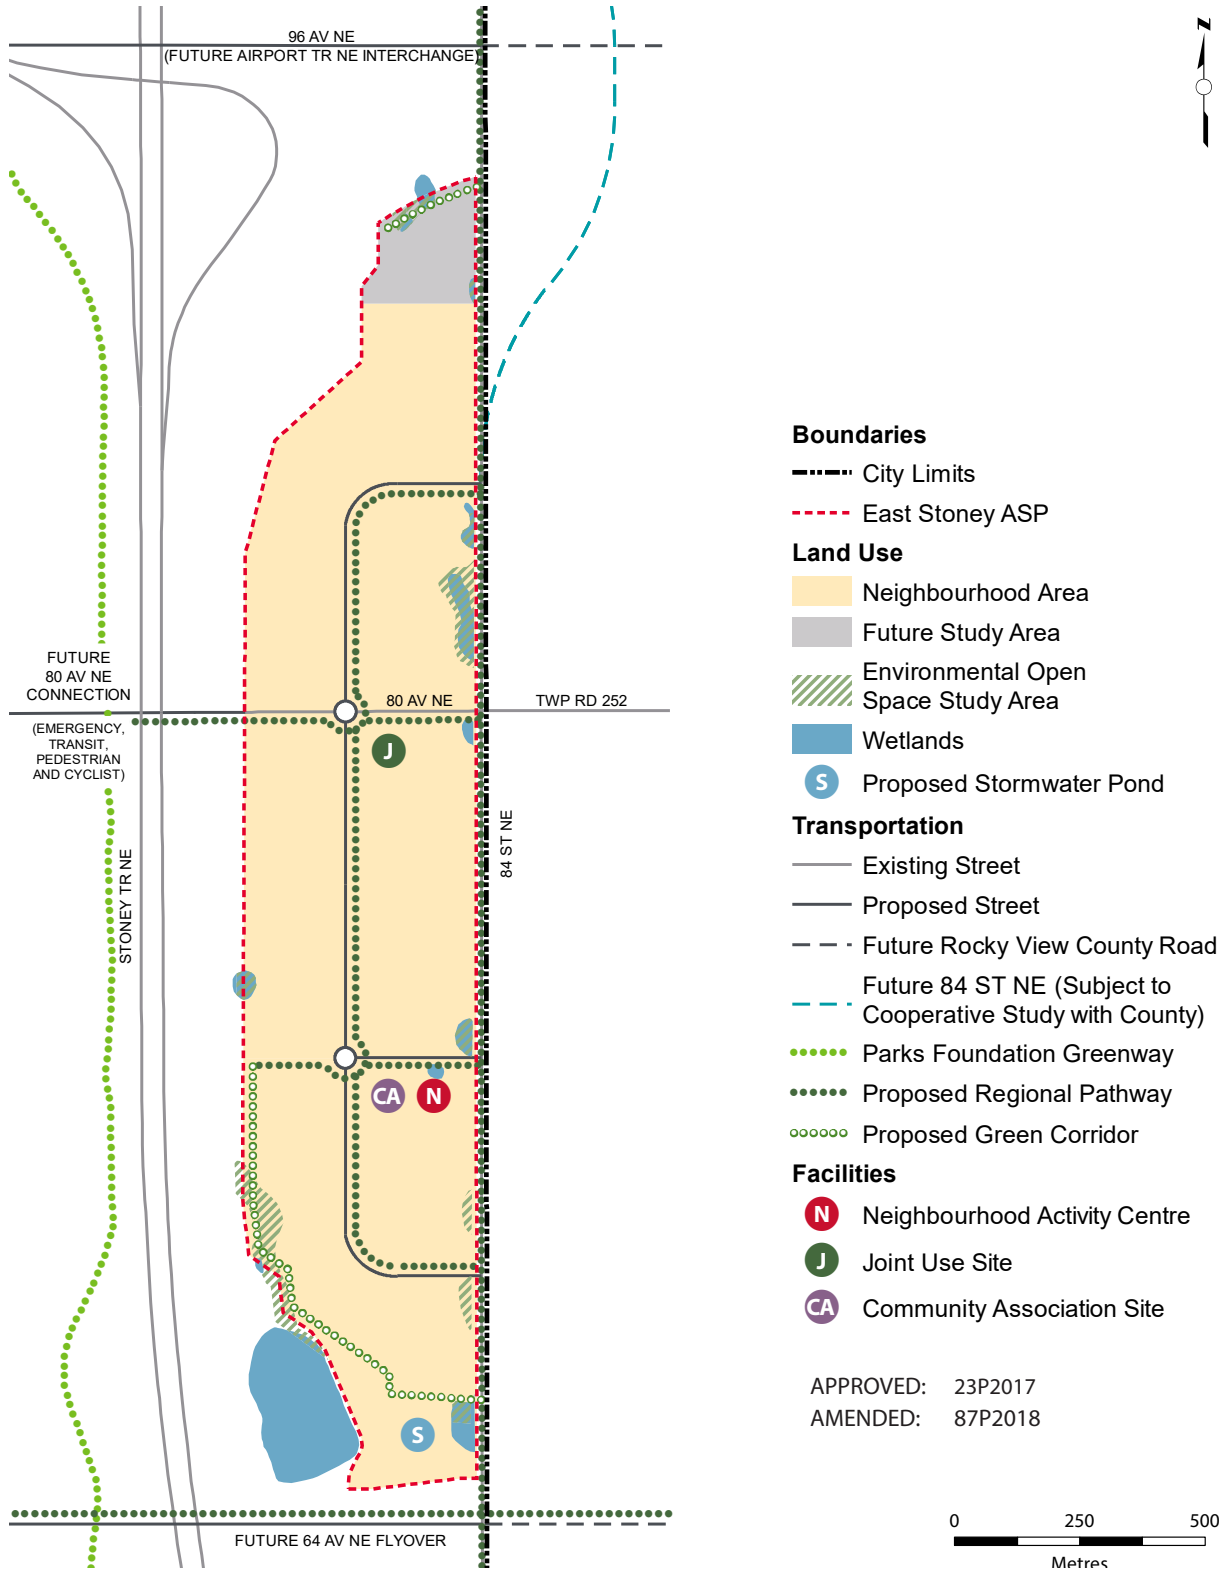 96 AV NE
(FUTURE AIRPORT TR NE INTERCHANGE)
N
FUTURE
80 AV NE
CONNECTION
(EMERGENCY,
TRANSIT,
PEDESTRIAN
AND CYCLIST)
80 AV NE
TWP RD 252
J
STONEY TR NE
84 ST NE
CA
N
S
FUTURE 64 AV NE FLYOVER
Boundaries
City Limits
East Stoney ASP
Land Use
Neighbourhood Area
Future Study Area
Environmental Open
Space Study Area
Wetlands
S Proposed Stormwater Pond
Transportation
Existing Street
Proposed Street
Future Rocky View County Road
Future 84 ST NE (Subject to
Cooperative Study with County)
Parks Foundation Greenway
Proposed Regional Pathway
Proposed Green Corridor
Facilities
N Neighbourhood Activity Centre
J Joint Use Site
CA Community Association Site
APPROVED: 23P2017
AMENDED: 87P2018
0 250 500
Metres